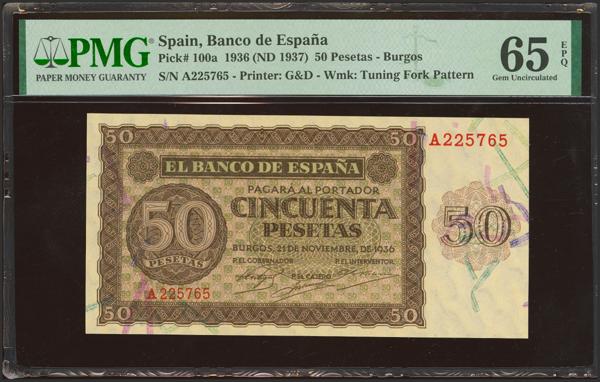 PMG
PAPER MONEY GUARANTY
Spain, Banco de España
Pick# 100a 1936 (ND 1937) 50 Pesetas - Burgos
S/N A225765 - Printer: G&D - Wmk: Tuning Fork Pattern
65 EPQ
Gem Uncirculated
50
50
A225765
EL BANCO DE ESPAÑA
PAGARÁ AL PORTADOR
CINCUENTA
PESETAS
BURGOS, 21 DE NOVIEMBRE, DE 1936
P. EL GOBERNADOR
P. EL INTERVENTOR
P. EL CAJERO
50
PESETAS
50
A225765
50
50